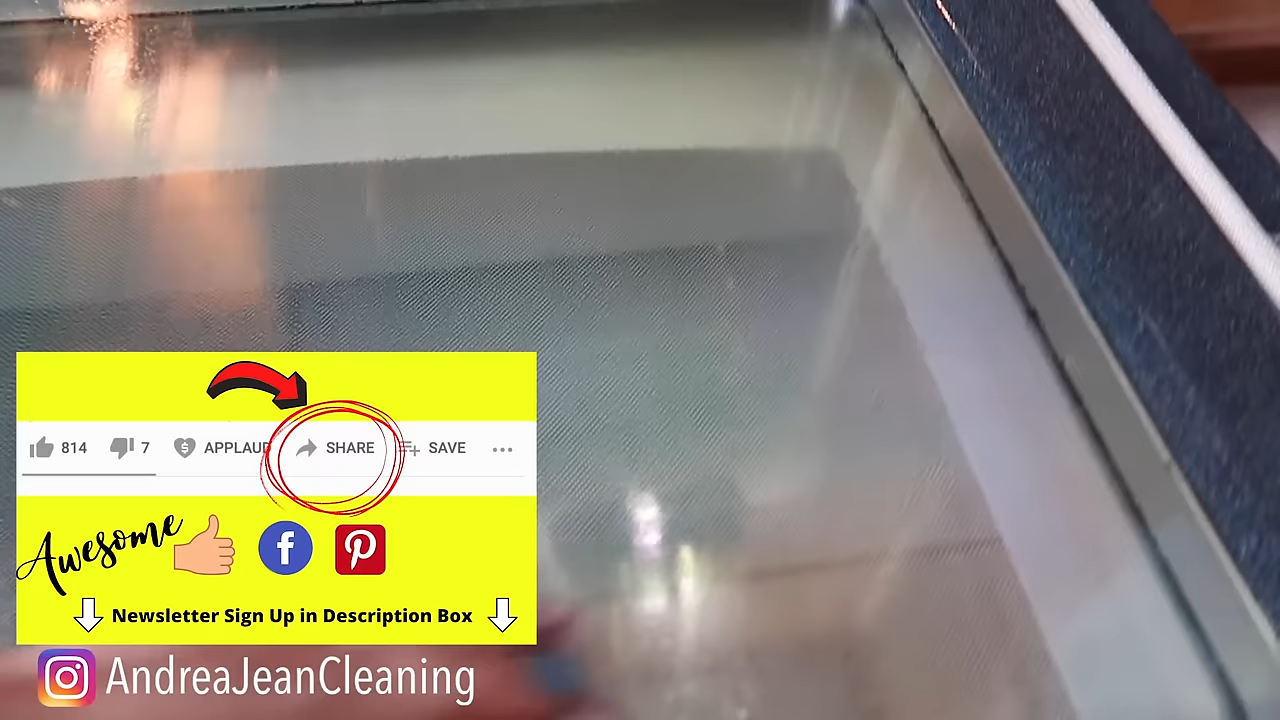 814 7 APPLAUD SHARE SAVE
Awesome
Newsletter Sign Up in Description Box
AndreaJeanCleaning